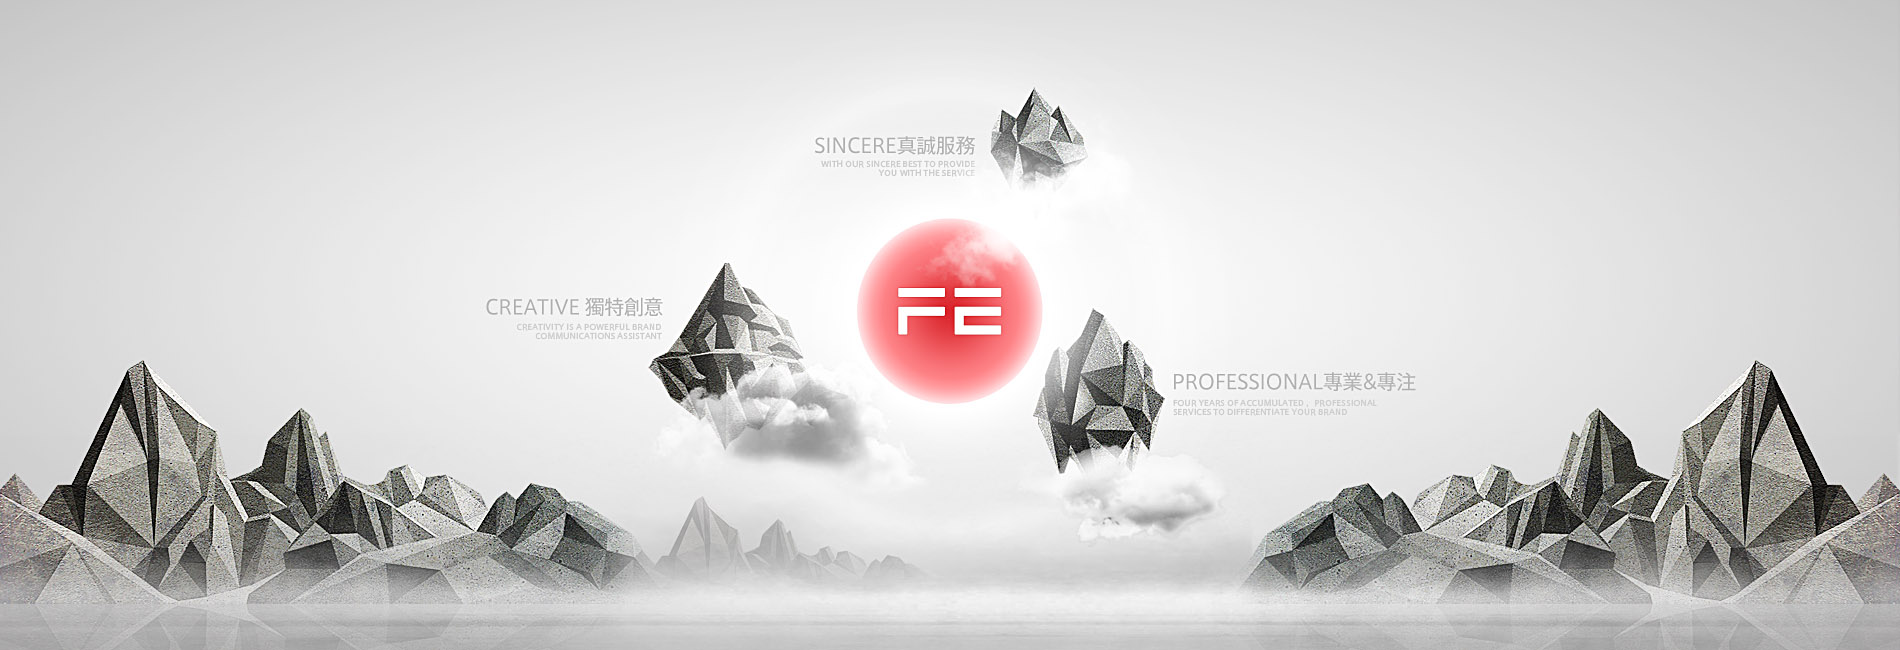 SINCERE真誠服務
WITH OUR SINCERE BEST TO PROVIDE
YOU WITH THE SERVICE
FE
CREATIVE 獨特創意
CREATIVITY IS A POWERFUL BRAND
COMMUNICATIONS ASSISTANT
PROFESSIONAL專業&專注
FOUR YEARS OF ACCUMULATED， PROFESSIONAL
SERVICES TO DIFFERENTIATE YOUR BRAND